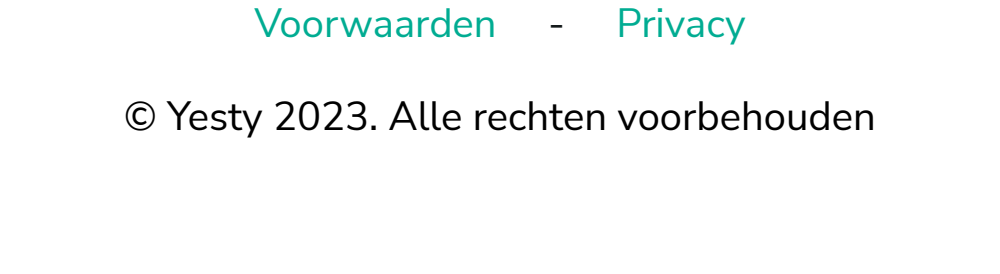 Voorwaarden - Privacy
© Yesty 2023. Alle rechten voorbehouden